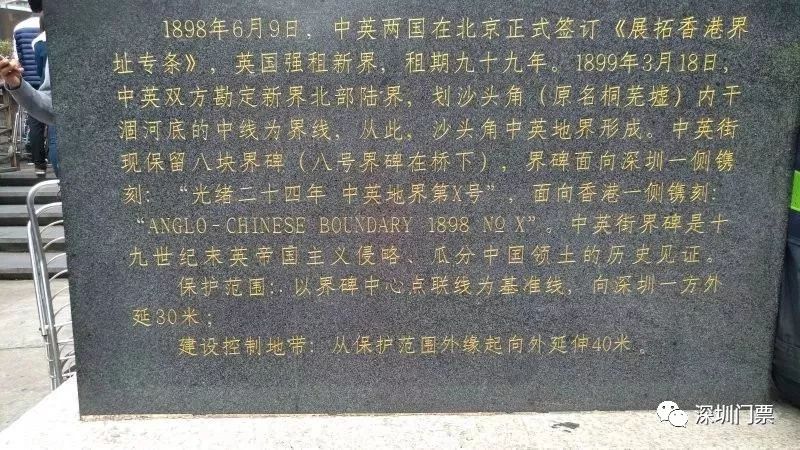 1898年6月9日，中英两国在北京正式签订《展拓香港界
址专条》，英国强租新界，租期九十九年。1899年3月18日，
中英双方勘定新界北部陆界，划沙头角（原名桐芜墟）内干
涸河底的中线为界线，从此，沙头角中英地界形成。中英街
现保留八块界碑（八号界碑在桥下），界碑面向深圳一侧镌
刻：“光绪二十四年 中英地界第X号”，面向香港一侧镌刻：
“ANGLO-CHINESE BOUNDARY 1898 NO X”。中英街界碑是十
九世纪末英帝国主义侵略、瓜分中国领土的历史见证。
保护范围：以界碑中心点联线为基准线，向深圳一方外
延30米；
建设控制地带：从保护范围外缘起向外延伸40米。
深圳门票